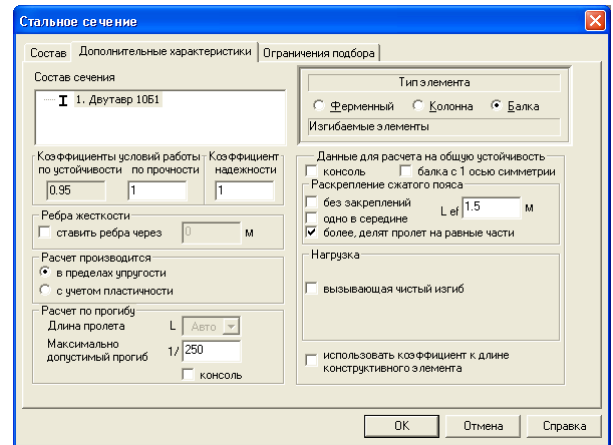 Стальное сечение
Состав
Дополнительные характеристики
Ограничения подбора
Состав сечения
1. Двутавр 10Б1
Тип элемента
Ферменный
Колонна
Балка
Изгибаемые элементы
Коэффициенты условий работы
по устойчивости
по прочности
0.95
1
Коэффициент
надежности
1
Ребра жесткости
ставить ребра через
0
м
Расчет производится
в пределах упругости
с учетом пластичности
Расчет по прогибу
Длина пролета
L
Авто
Максимально
допустимый прогиб
1/
250
консоль
Данные для расчета на общую устойчивость
консоль
балка с 1 осью симметрии
Раскрепление сжатого пояса
без закреплений
одно в середине
L ef
1.5
м
более, делят пролет на равные части
Нагрузка
вызывающая чистый изгиб
использовать коэффициент к длине
конструктивного элемента
OK
Отмена
Справка